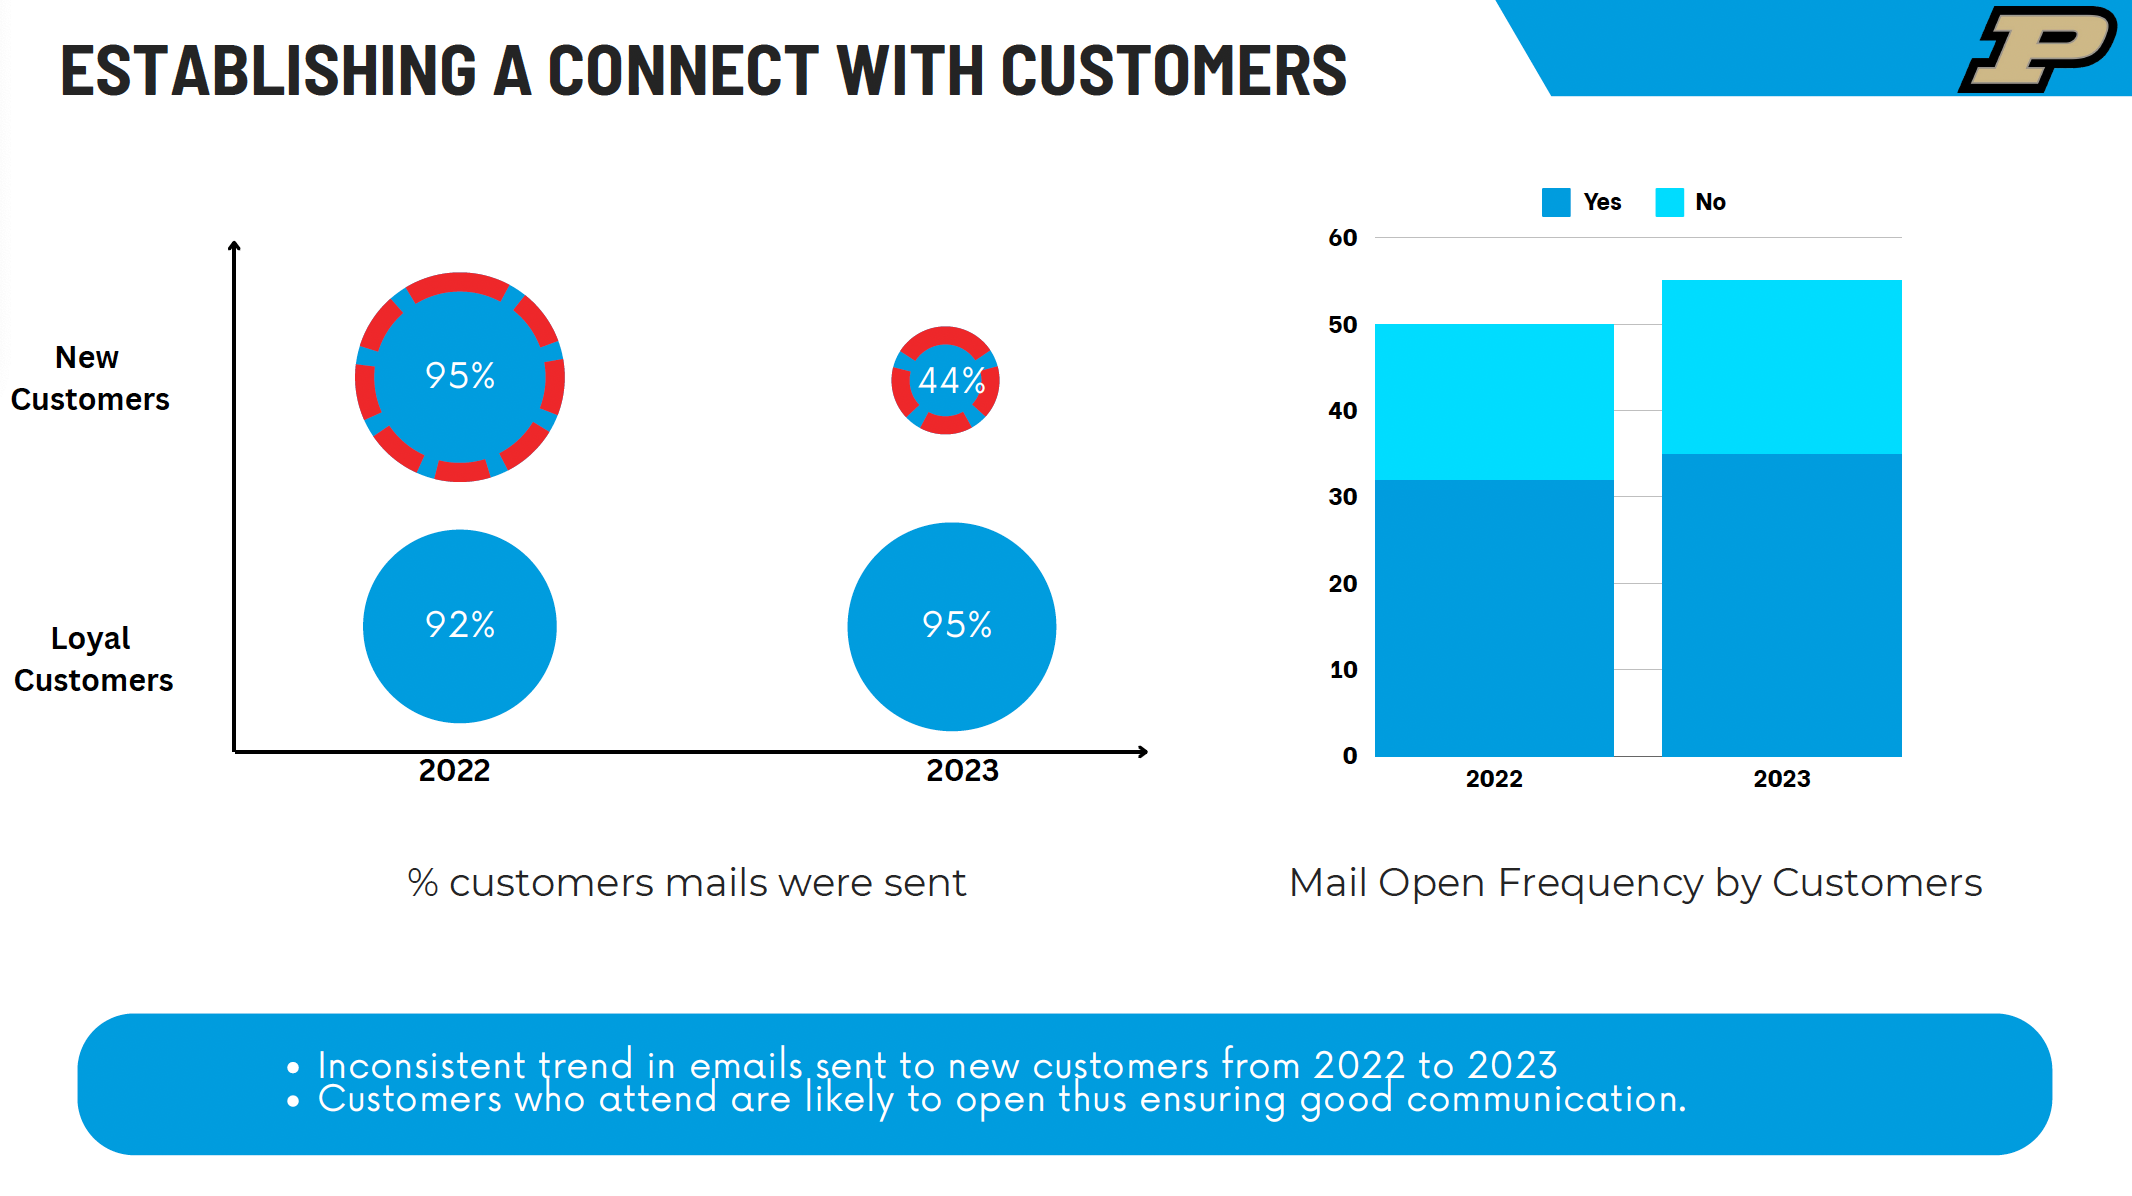 ESTABLISHING A CONNECT WITH CUSTOMERS
P
New
Customers
95%
44%
Loyal
Customers
92%
95%
2022
2023
% customers mails were sent
Yes
No
60
50
40
30
20
10
0
2022
2023
Mail Open Frequency by Customers
• Inconsistent trend in emails sent to new customers from 2022 to 2023
• Customers who attend are likely to open thus ensuring good communication.